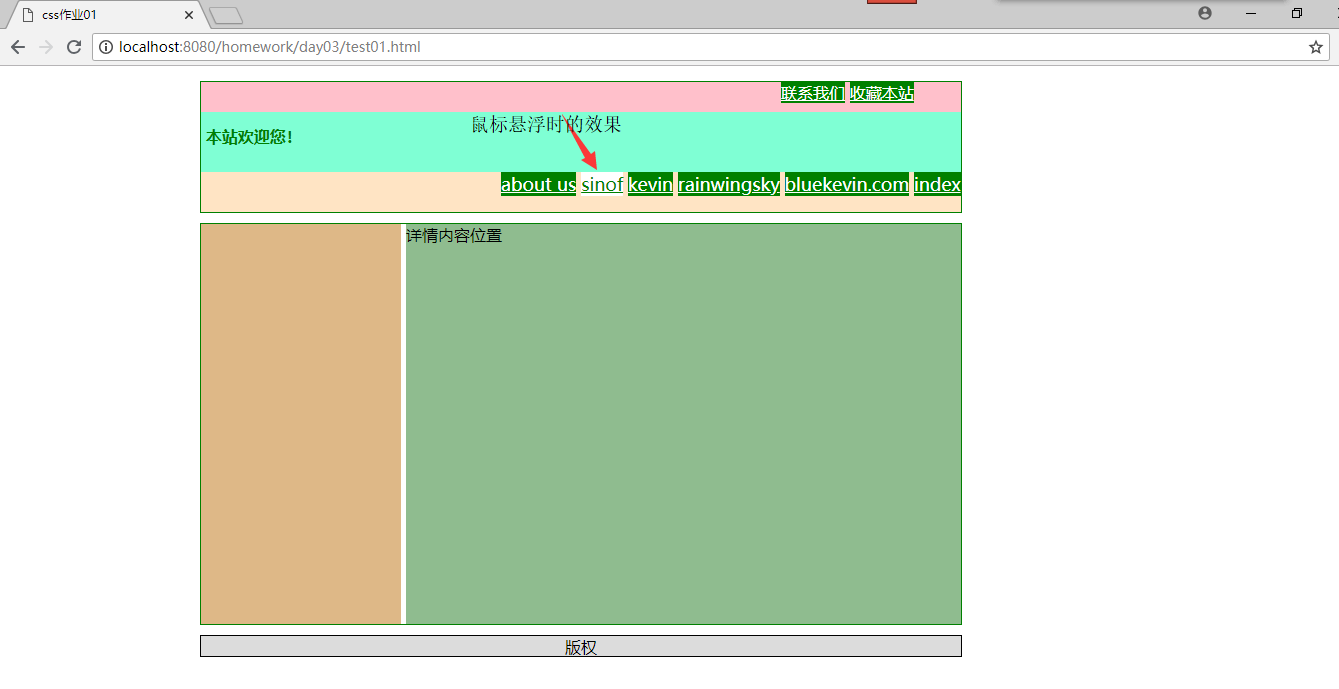 css作业01
localhost:8080/homework/day03/test01.html
联系我们 收藏本站
鼠标悬浮时的效果
本站欢迎您!
about us sinof kevin rainwingsky bluekevin.com index
详情内容位置
版权